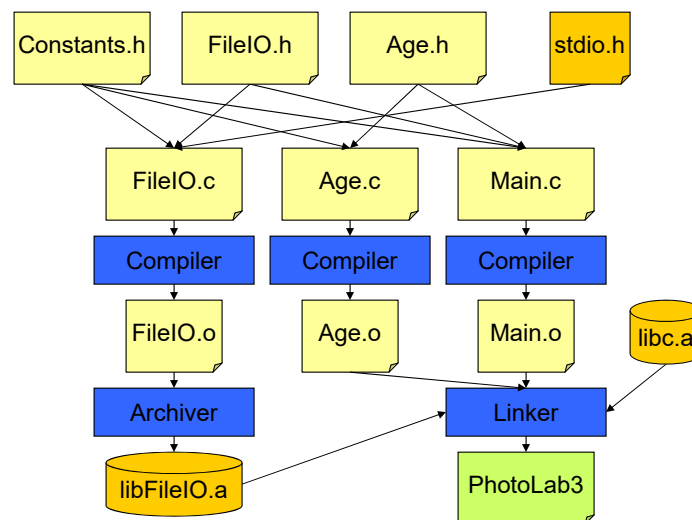 Constants.h
FileIO.h
Age.h
stdio.h
FileIO.c
Age.c
Main.c
Compiler
Compiler
Compiler
FileIO.o
Age.o
Main.o
libc.a
Archiver
Linker
libFileIO.a
PhotoLab3